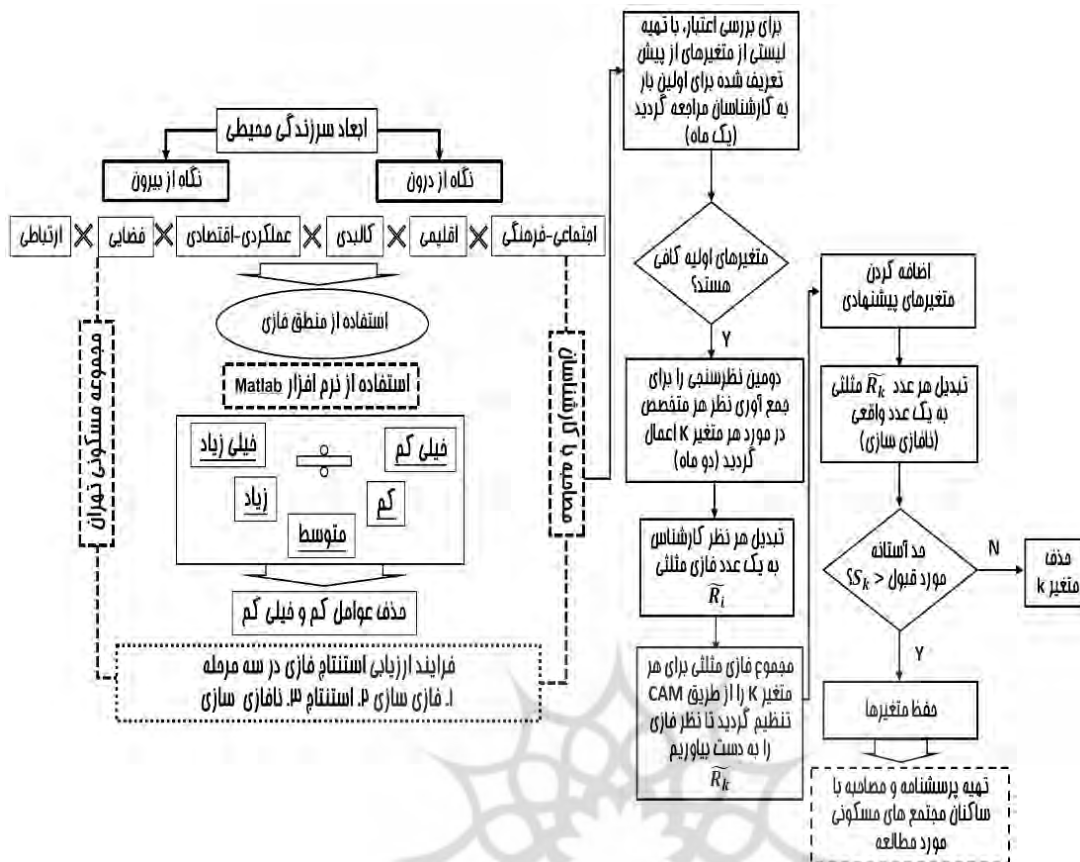 ابعاد سرزندگی محیطی
نگاه از درون
نگاه از بیرون
اجتماعی-فرهنگی
اقلیمی
کالبدی
عملکردی-اقتصادی
فضایی
ارتباطی
استفاده از منطق فازی
استفاده از نرم افزار Matlab
خیلی کم
خیلی زیاد
کم
زیاد
متوسط
حذف عوامل کم و خیلی کم
فرایند ارزیابی استنتاج فازی در سه مرحله
۱. فازی سازی ۲. استنتاج ۳. نافازی سازی
مجموعه مسکونی تهران
مصاحبه با کارشناسان
برای بررسی اعتبار، با تهیه
لیستی از متغیرهای از پیش
تعریف شده برای اولین بار
به کارشناسان مراجعه گردید
(یک ماه)
متغیرهای اولیه کافی
هستند؟
Y
دومین نظرسنجی را برای
جمع آوری نظر هر متخصص
در مورد هر متغیر K اعمال
گردید (دو ماه)
تبدیل هر نظر کارشناس
به یک عدد فازی مثلثی
R̃i
مجموع فازی مثلثی برای هر
متغیر K را از طریق CAM
تنظیم گردید تا نظر فازی
را به دست بیاوریم
R̃k
اضافه کردن
متغیرهای پیشنهادی
تبدیل هر عدد R̃k مثلثی
به یک عدد واقعی
(نافازی سازی)
حد آستانه
مورد قبول < Sk؟
N
حذف
متغیر k
Y
حفظ متغیرها
تهیه پرسشنامه و مصاحبه با
ساکنان مجتمع های مسکونی
مورد مطالعه